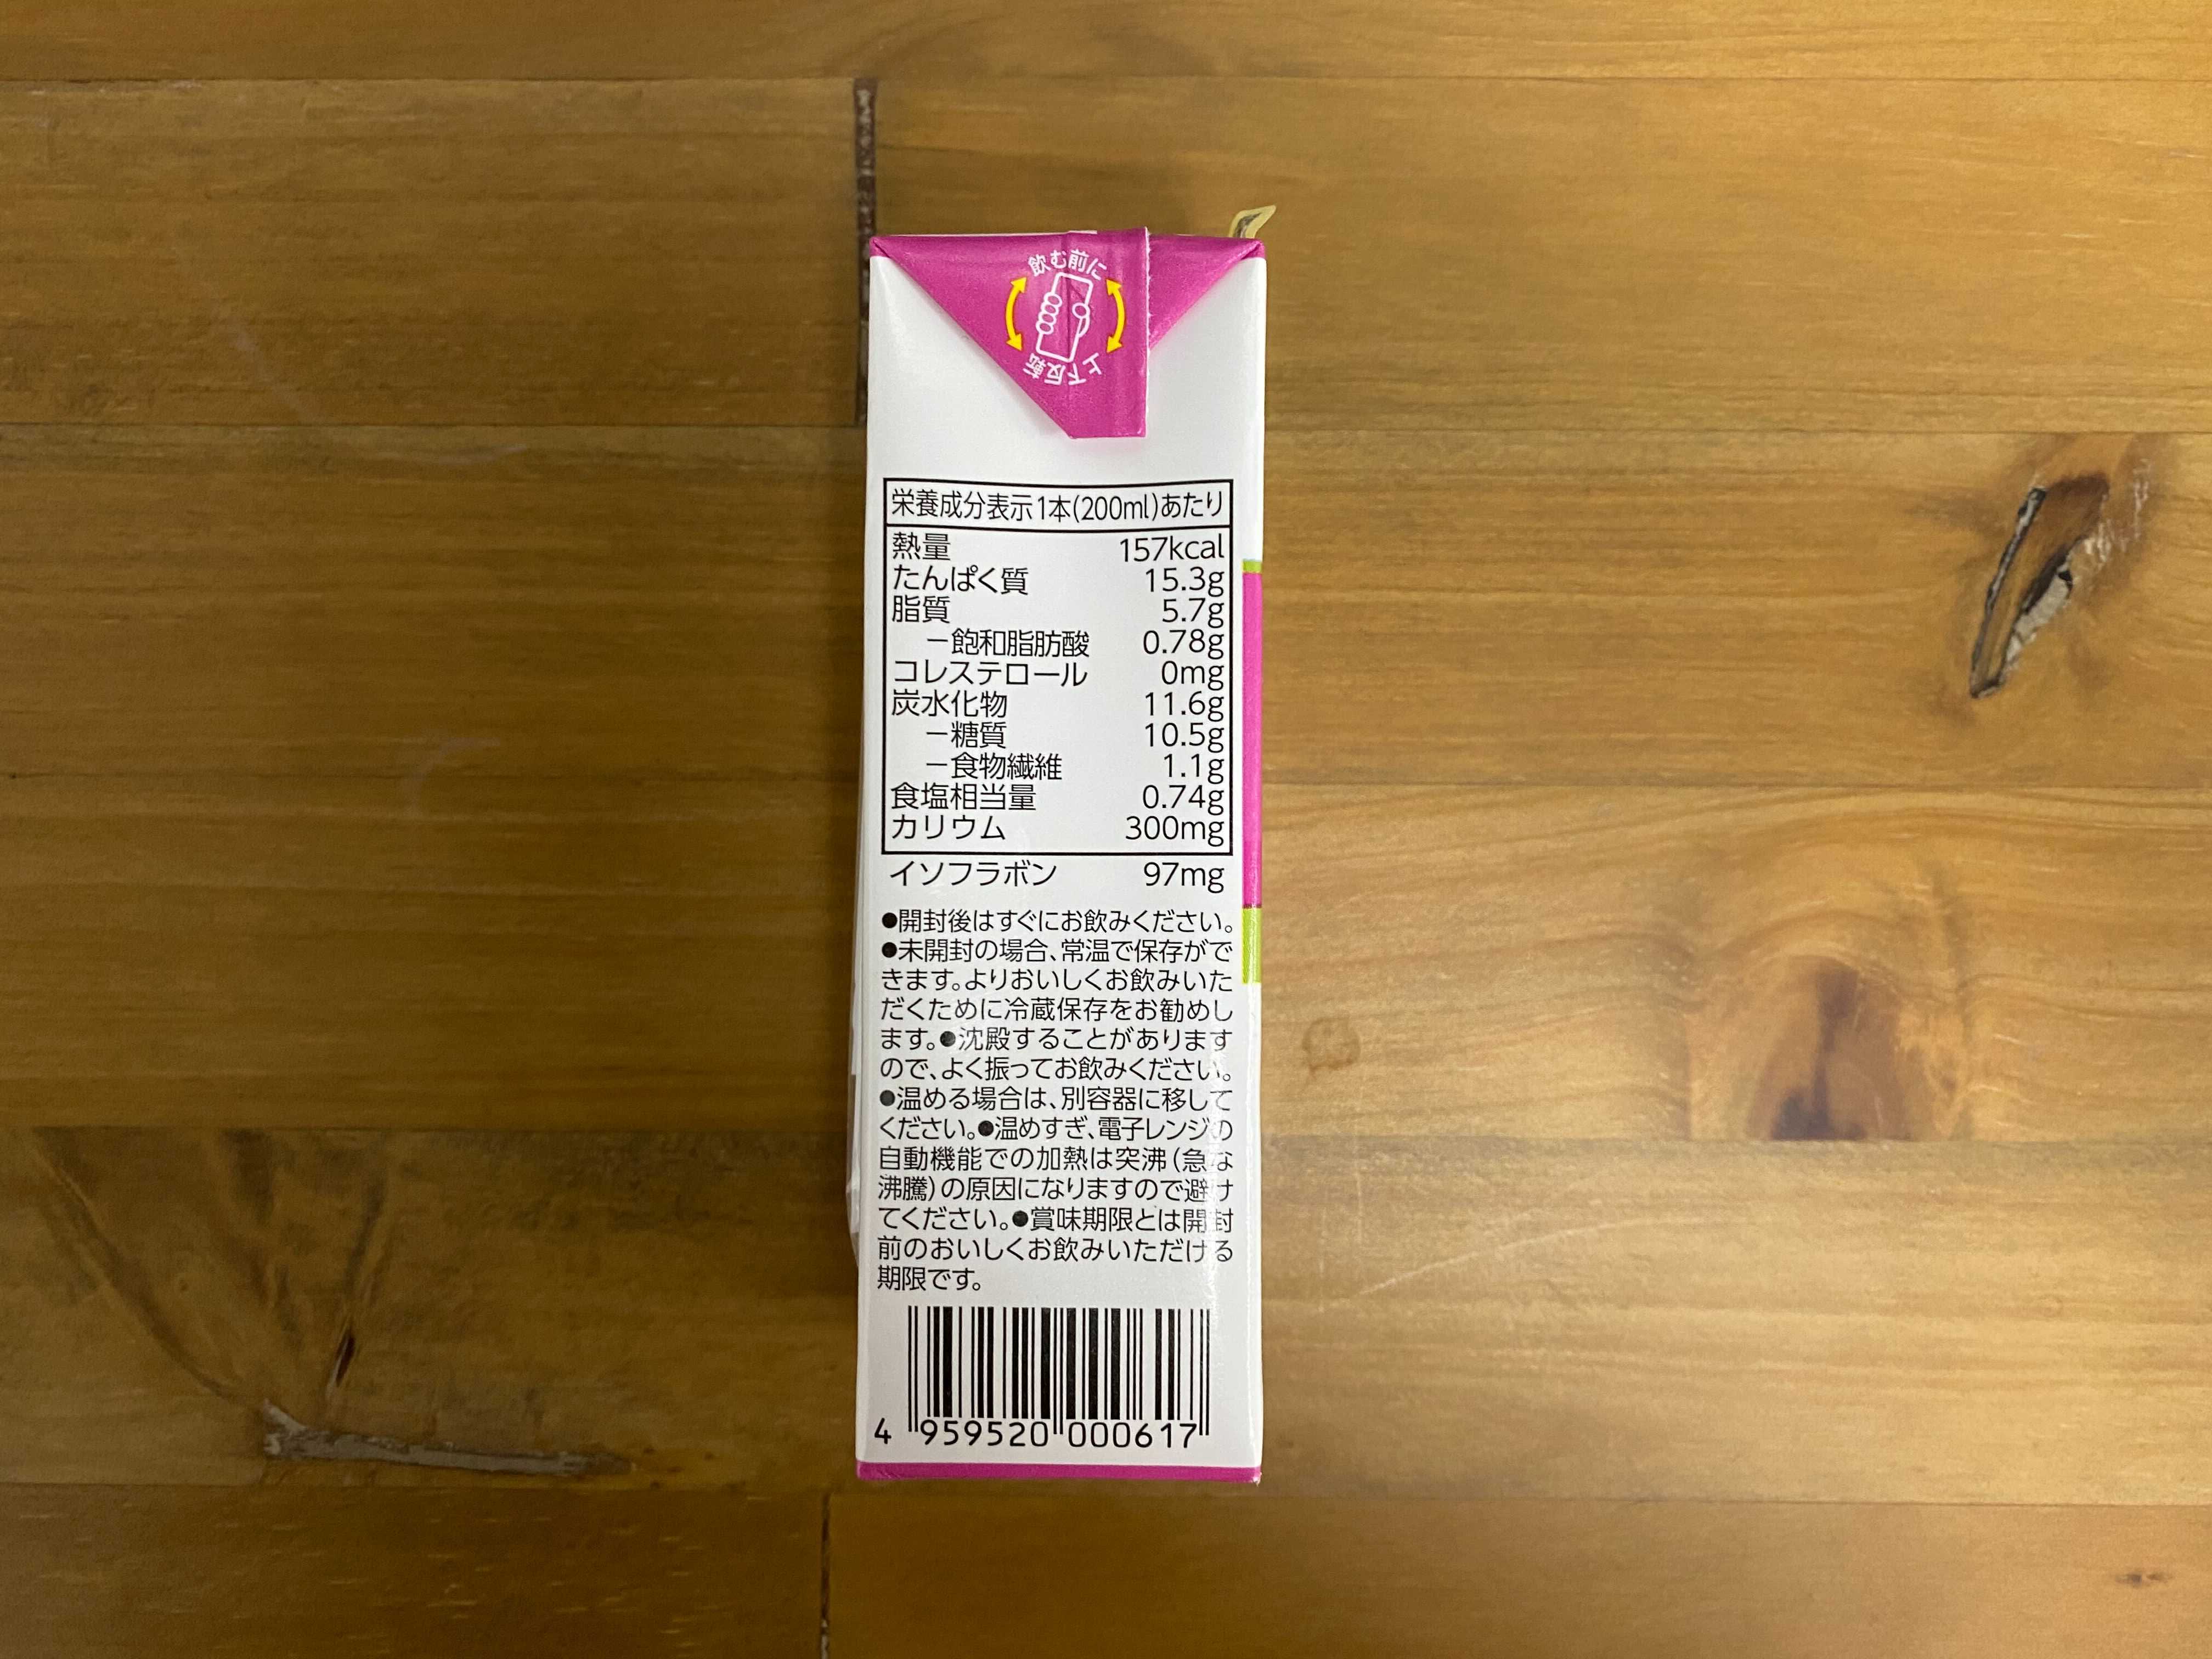 飲む前に
上下反転
栄養成分表示1本(200ml)あたり
熱量 157kcal
たんぱく質 15.3g
脂質 5.7g
－飽和脂肪酸 0.78g
コレステロール 0mg
炭水化物 11.6g
－糖質 10.5g
－食物繊維 1.1g
食塩相当量 0.74g
カリウム 300mg
イソフラボン 97mg
●開封後はすぐにお飲みください。
●未開封の場合、常温で保存がで
きます。よりおいしくお飲みいた
だくために冷蔵保存をお勧めし
ます。●沈殿することがあります
ので、よく振ってお飲みください。
●温める場合は、別容器に移して
ください。●温めすぎ、電子レンジの
自動機能での加熱は突沸(急な
沸騰)の原因になりますので避け
てください。●賞味期限とは開封
前のおいしくお飲みいただける
期限です。
4 959520 000617